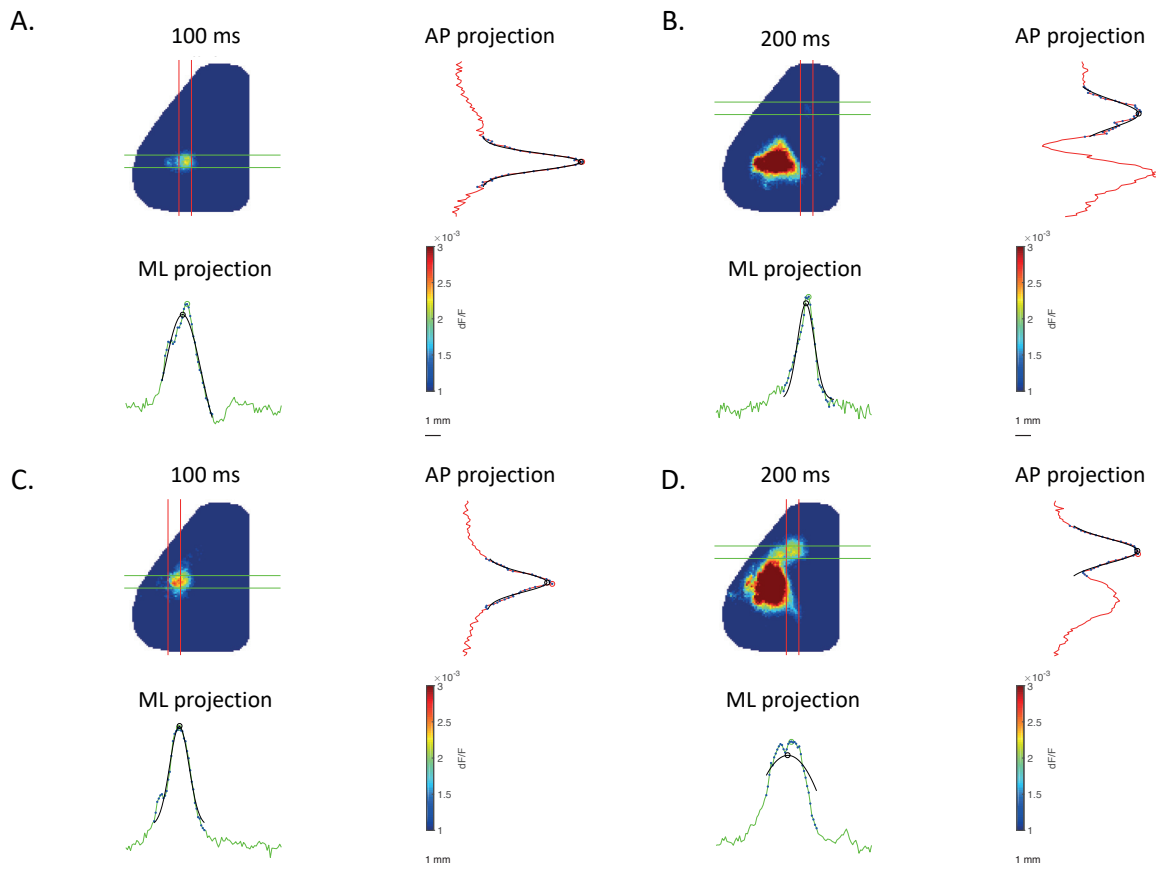 A.
100 ms
AP projection
ML projection
×10⁻³
3
2.5
2
1.5
1
dF/F
1 mm
B.
200 ms
AP projection
ML projection
×10⁻³
3
2.5
2
1.5
1
dF/F
1 mm
C.
100 ms
AP projection
ML projection
×10⁻³
3
2.5
2
1.5
1
dF/F
1 mm
D.
200 ms
AP projection
ML projection
×10⁻³
3
2.5
2
1.5
1
dF/F
1 mm